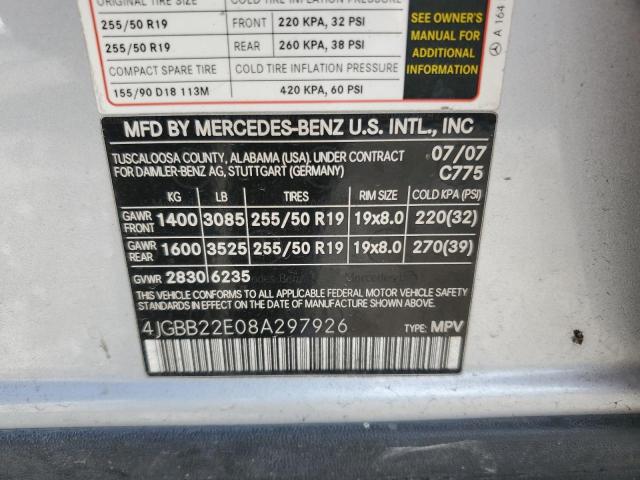 ORIGINAL TIRE SIZE COLD TIRE INFLATION PRESSURE
255/50 R19 FRONT 220 KPA, 32 PSI
255/50 R19 REAR 260 KPA, 38 PSI
COMPACT SPARE TIRE COLD TIRE INFLATION PRESSURE
155/90 D18 113M 420 KPA, 60 PSI
SEE OWNER'S
MANUAL FOR
ADDITIONAL
INFORMATION
A 164
MFD BY MERCEDES-BENZ U.S. INTL., INC
TUSCALOOSA COUNTY, ALABAMA (USA), UNDER CONTRACT 07/07
FOR DAIMLER-BENZ AG, STUTTGART (GERMANY) C775
KG LB TIRES RIM SIZE COLD KPA (PSI)
GAWR FRONT 1400 3085 255/50 R19 19x8.0 220(32)
GAWR REAR 1600 3525 255/50 R19 19x8.0 270(39)
GVWR 2830 6235
THIS VEHICLE CONFORMS TO ALL APPLICABLE FEDERAL MOTOR VEHICLE SAFETY
STANDARDS IN EFFECT ON THE DATE OF MANUFACTURE SHOWN ABOVE.
4JGBB22E08A297926 TYPE: MPV